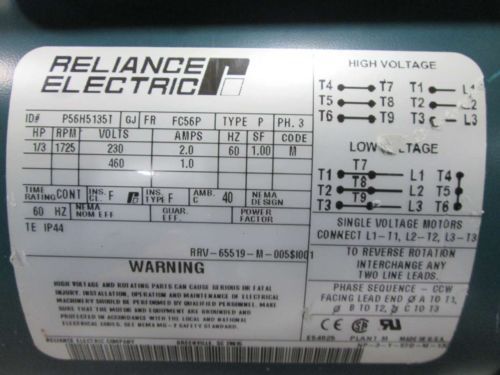 RELIANCE
ELECTRIC
ID# P56H5135T GJ FR FC56P TYPE P PH. 3
HP RPM VOLTS AMPS HZ SF CODE
1/3 1725 230 2.0 60 1.00 M
460 1.0
TIME RATING CONT INS. CL. F INS. TYPE F AMB. C 40 NEMA DESIGN
60 HZ NEMA NOM EFF GUAR. EFF. POWER FACTOR
TE IP44
RRV-65519-M-005$I001
WARNING
HIGH VOLTAGE AND ROTATING PARTS CAN CAUSE SERIOUS OR FATAL
INJURY. INSTALLATION, OPERATION AND MAINTENANCE OF ELECTRICAL
MACHINERY SHOULD BE PERFORMED BY QUALIFIED PERSONNEL. MAKE
SURE THAT THE MOTOR AND EQUIPMENT ARE GROUNDED AND
PROTECTED IN ACCORDANCE WITH THE LOCAL AND NATIONAL
ELECTRICAL CODES. SEE NEMA MG-2 SAFETY STANDARD.
RELIANCE ELECTRIC COMPANY GREENVILLE, SC 29615
HIGH VOLTAGE
T4 T7 T1 L1
T5 T8 T2 L2
T6 T9 T3 L3
LOW VOLTAGE
T7
T1 L1 T4
T8
T2 L2 T5
T9
T3 L3 T6
SINGLE VOLTAGE MOTORS
CONNECT L1-T1, L2-T2, L3-T3
TO REVERSE ROTATION
INTERCHANGE ANY
TWO LINE LEADS.
PHASE SEQUENCE - CCW
FACING LEAD END Ø A TO T1,
Ø B TO T2, Ø C TO T3
CE UL
E54825 PLANT M MADE IN U.S.A.